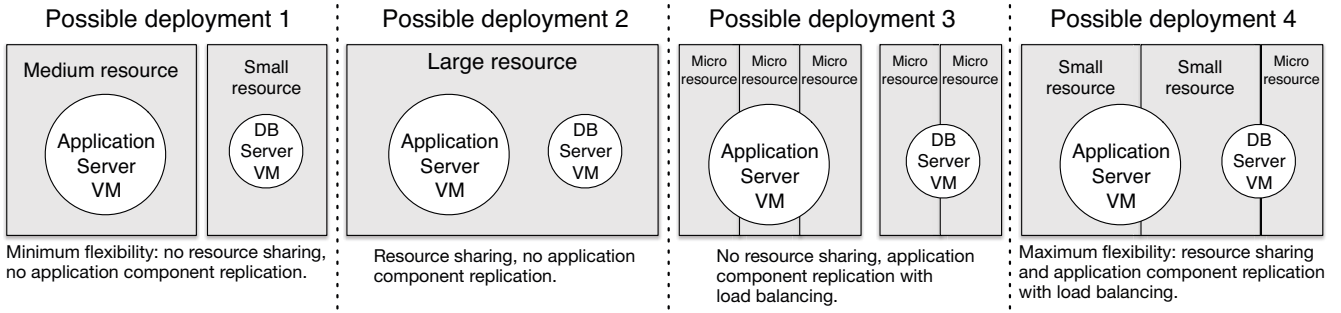 Possible deployment 1
Medium resource
Application
Server
VM
Small
resource
DB
Server
VM
Minimum flexibility: no resource sharing,
no application component replication.
Possible deployment 2
Large resource
Application
Server
VM
DB
Server
VM
Resource sharing, no application
component replication.
Possible deployment 3
Micro
resource
Micro
resource
Micro
resource
Application
Server
VM
Micro
resource
Micro
resource
DB
Server
VM
No resource sharing, application
component replication with
load balancing.
Possible deployment 4
Small
resource
Small
resource
Micro
resource
Application
Server
VM
DB
Server
VM
Maximum flexibility: resource sharing
and application component replication
with load balancing.